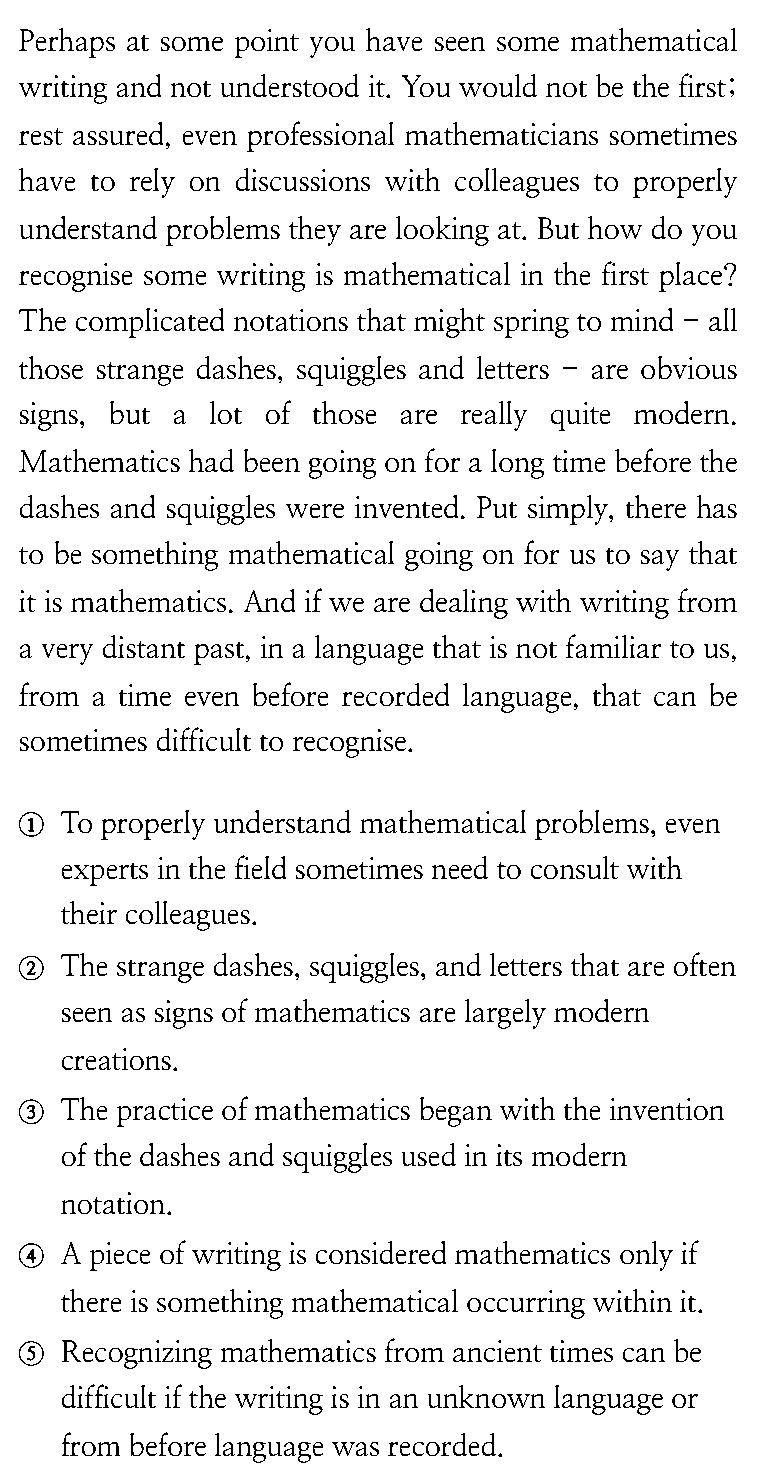 Perhaps at some point you have seen some mathematical
writing and not understood it. You would not be the first;
rest assured, even professional mathematicians sometimes
have to rely on discussions with colleagues to properly
understand problems they are looking at. But how do you
recognise some writing is mathematical in the first place?
The complicated notations that might spring to mind – all
those strange dashes, squiggles and letters – are obvious
signs, but a lot of those are really quite modern.
Mathematics had been going on for a long time before the
dashes and squiggles were invented. Put simply, there has
to be something mathematical going on for us to say that
it is mathematics. And if we are dealing with writing from
a very distant past, in a language that is not familiar to us,
from a time even before recorded language, that can be
sometimes difficult to recognise.
① To properly understand mathematical problems, even
experts in the field sometimes need to consult with
their colleagues.
② The strange dashes, squiggles, and letters that are often
seen as signs of mathematics are largely modern
creations.
③ The practice of mathematics began with the invention
of the dashes and squiggles used in its modern
notation.
④ A piece of writing is considered mathematics only if
there is something mathematical occurring within it.
⑤ Recognizing mathematics from ancient times can be
difficult if the writing is in an unknown language or
from before language was recorded.